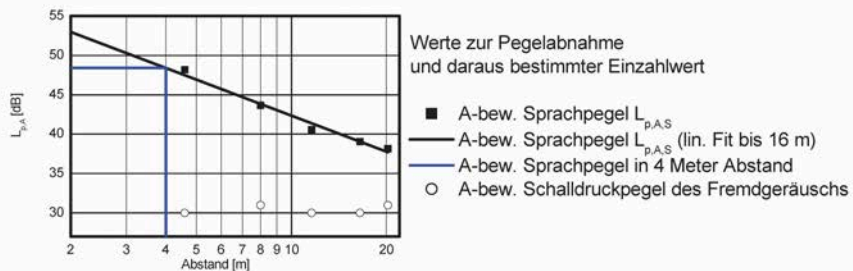 55
50
45
40
35
30
L_p,A [dB]
2 3 4 5 6 7 8 9 10 20
Abstand [m]
Werte zur Pegelabnahme
und daraus bestimmter Einzahlwert
A-bew. Sprachpegel L_p,A,S
A-bew. Sprachpegel L_p,A,S (lin. Fit bis 16 m)
A-bew. Sprachpegel in 4 Meter Abstand
A-bew. Schalldruckpegel des Fremdgeräuschs